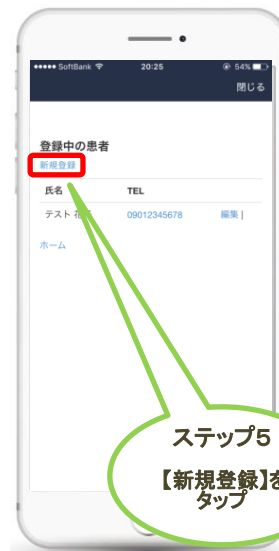 SoftBank 20:25 54%
閉じる
登録中の患者
新規登録
氏名 TEL
テスト 花 09012345678 編集 |
ホーム
ステップ5
【新規登録】を
タップ